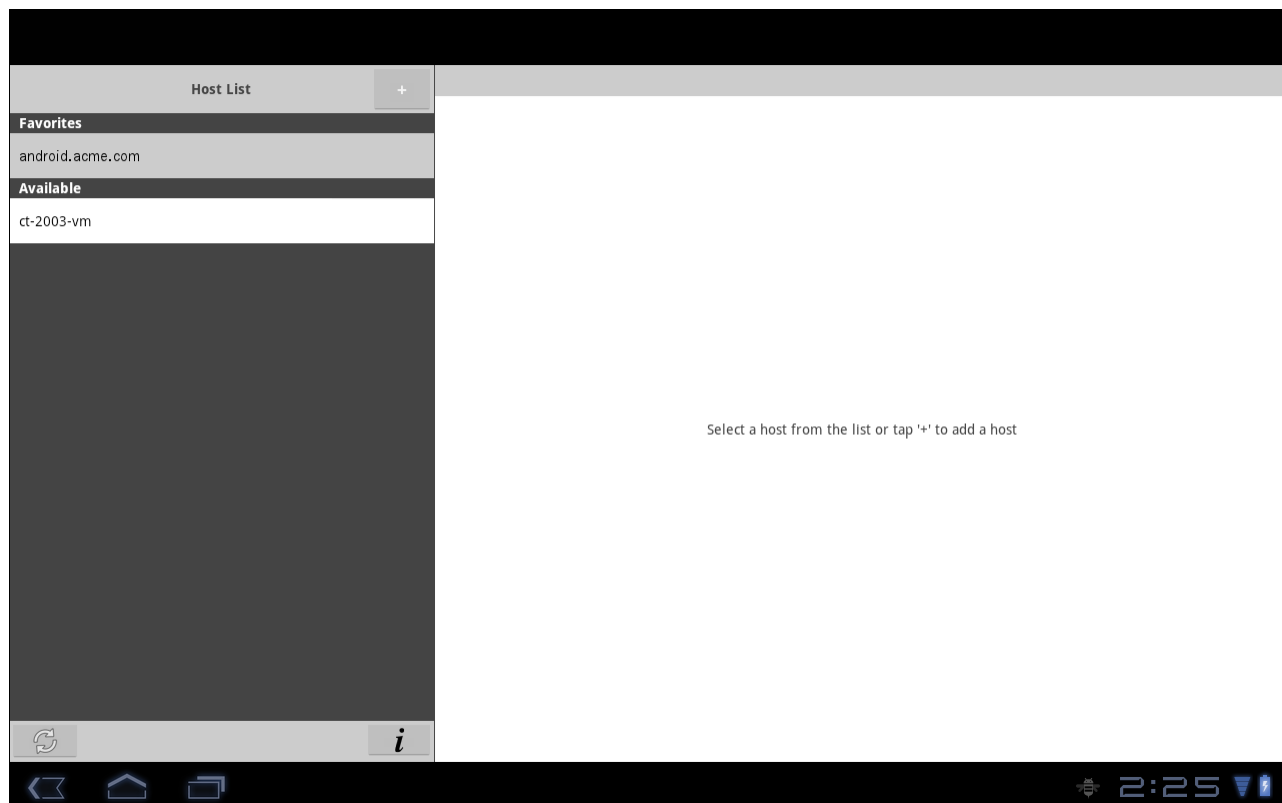 Host List
+
Favorites
android.acme.com
Available
ct-2003-vm
Select a host from the list or tap '+' to add a host
i
2:25